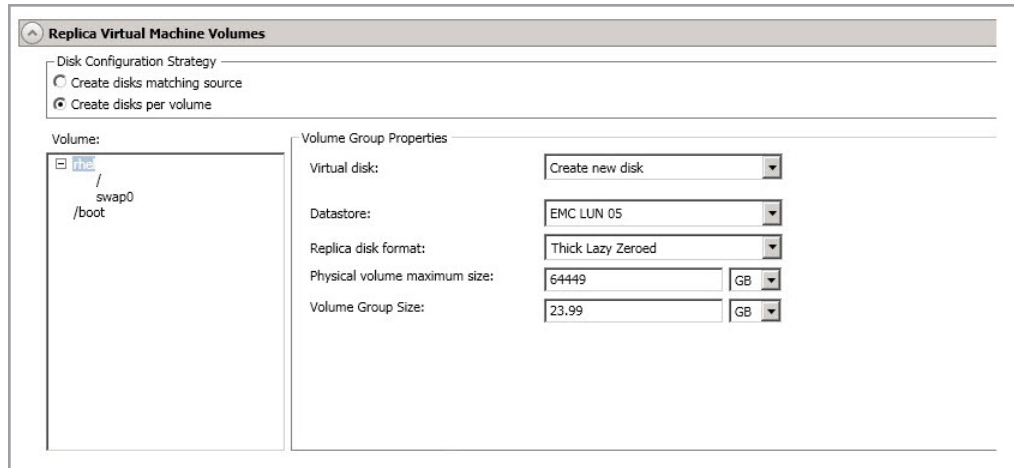 Replica Virtual Machine Volumes
Disk Configuration Strategy
Create disks matching source
Create disks per volume
Volume:
rhel
/
swap0
/boot
Volume Group Properties
Virtual disk: Create new disk
Datastore: EMC LUN 05
Replica disk format: Thick Lazy Zeroed
Physical volume maximum size: 64449 GB
Volume Group Size: 23.99 GB